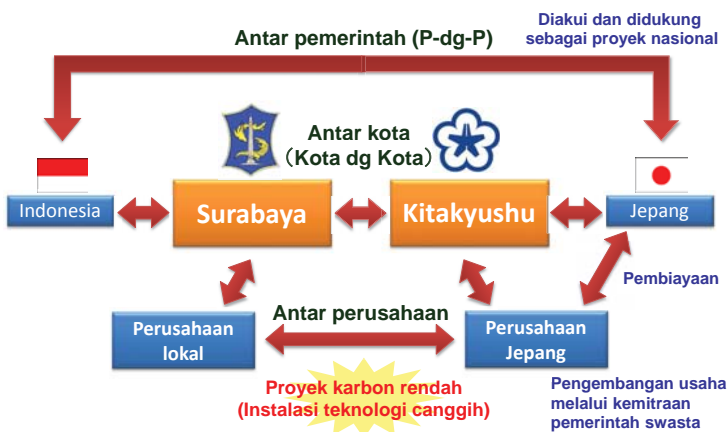 Antar pemerintah (P-dg-P)
Diakui dan didukung
sebagai proyek nasional
Antar kota
(Kota dg Kota)
Indonesia
Surabaya
Kitakyushu
Jepang
Pembiayaan
Antar perusahaan
Perusahaan
lokal
Perusahaan
Jepang
Proyek karbon rendah
(Instalasi teknologi canggih)
Pengembangan usaha
melalui kemitraan
pemerintah swasta